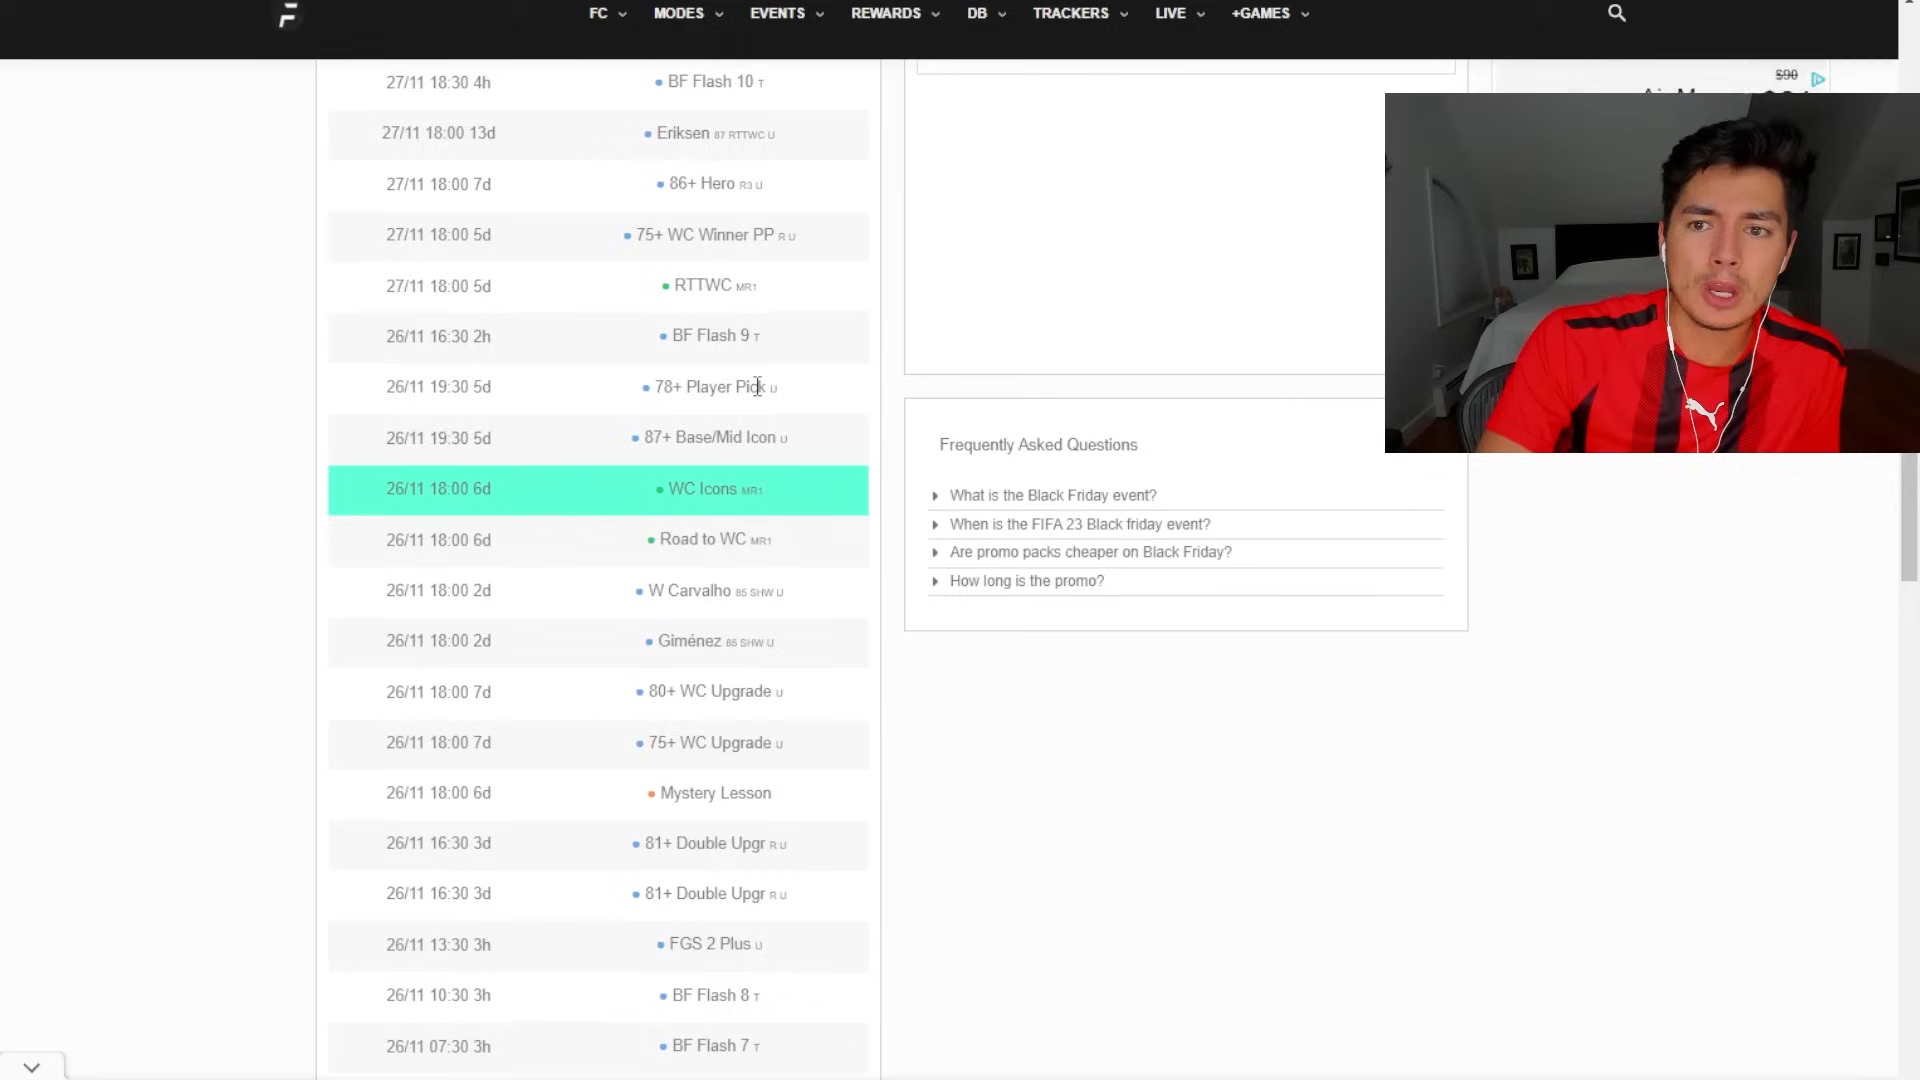 FC MODES EVENTS REWARDS DB TRACKERS LIVE +GAMES
27/11 18:30 4h BF Flash 10 T
27/11 18:00 13d Eriksen 87 RTTWC U
27/11 18:00 7d 86+ Hero R3 U
27/11 18:00 5d 75+ WC Winner PP R U
27/11 18:00 5d RTTWC MR1
26/11 16:30 2h BF Flash 9 T
26/11 19:30 5d 78+ Player Pick U
26/11 19:30 5d 87+ Base/Mid Icon U
26/11 18:00 6d WC Icons MR1
26/11 18:00 6d Road to WC MR1
26/11 18:00 2d W Carvalho 85 SHW U
26/11 18:00 2d Giménez 85 SHW U
26/11 18:00 7d 80+ WC Upgrade U
26/11 18:00 7d 75+ WC Upgrade U
26/11 18:00 6d Mystery Lesson
26/11 16:30 3d 81+ Double Upgr R U
26/11 16:30 3d 81+ Double Upgr R U
26/11 13:30 3h FGS 2 Plus U
26/11 10:30 3h BF Flash 8 T
26/11 07:30 3h BF Flash 7 T
Frequently Asked Questions
What is the Black Friday event?
When is the FIFA 23 Black friday event?
Are promo packs cheaper on Black Friday?
How long is the promo?
$90